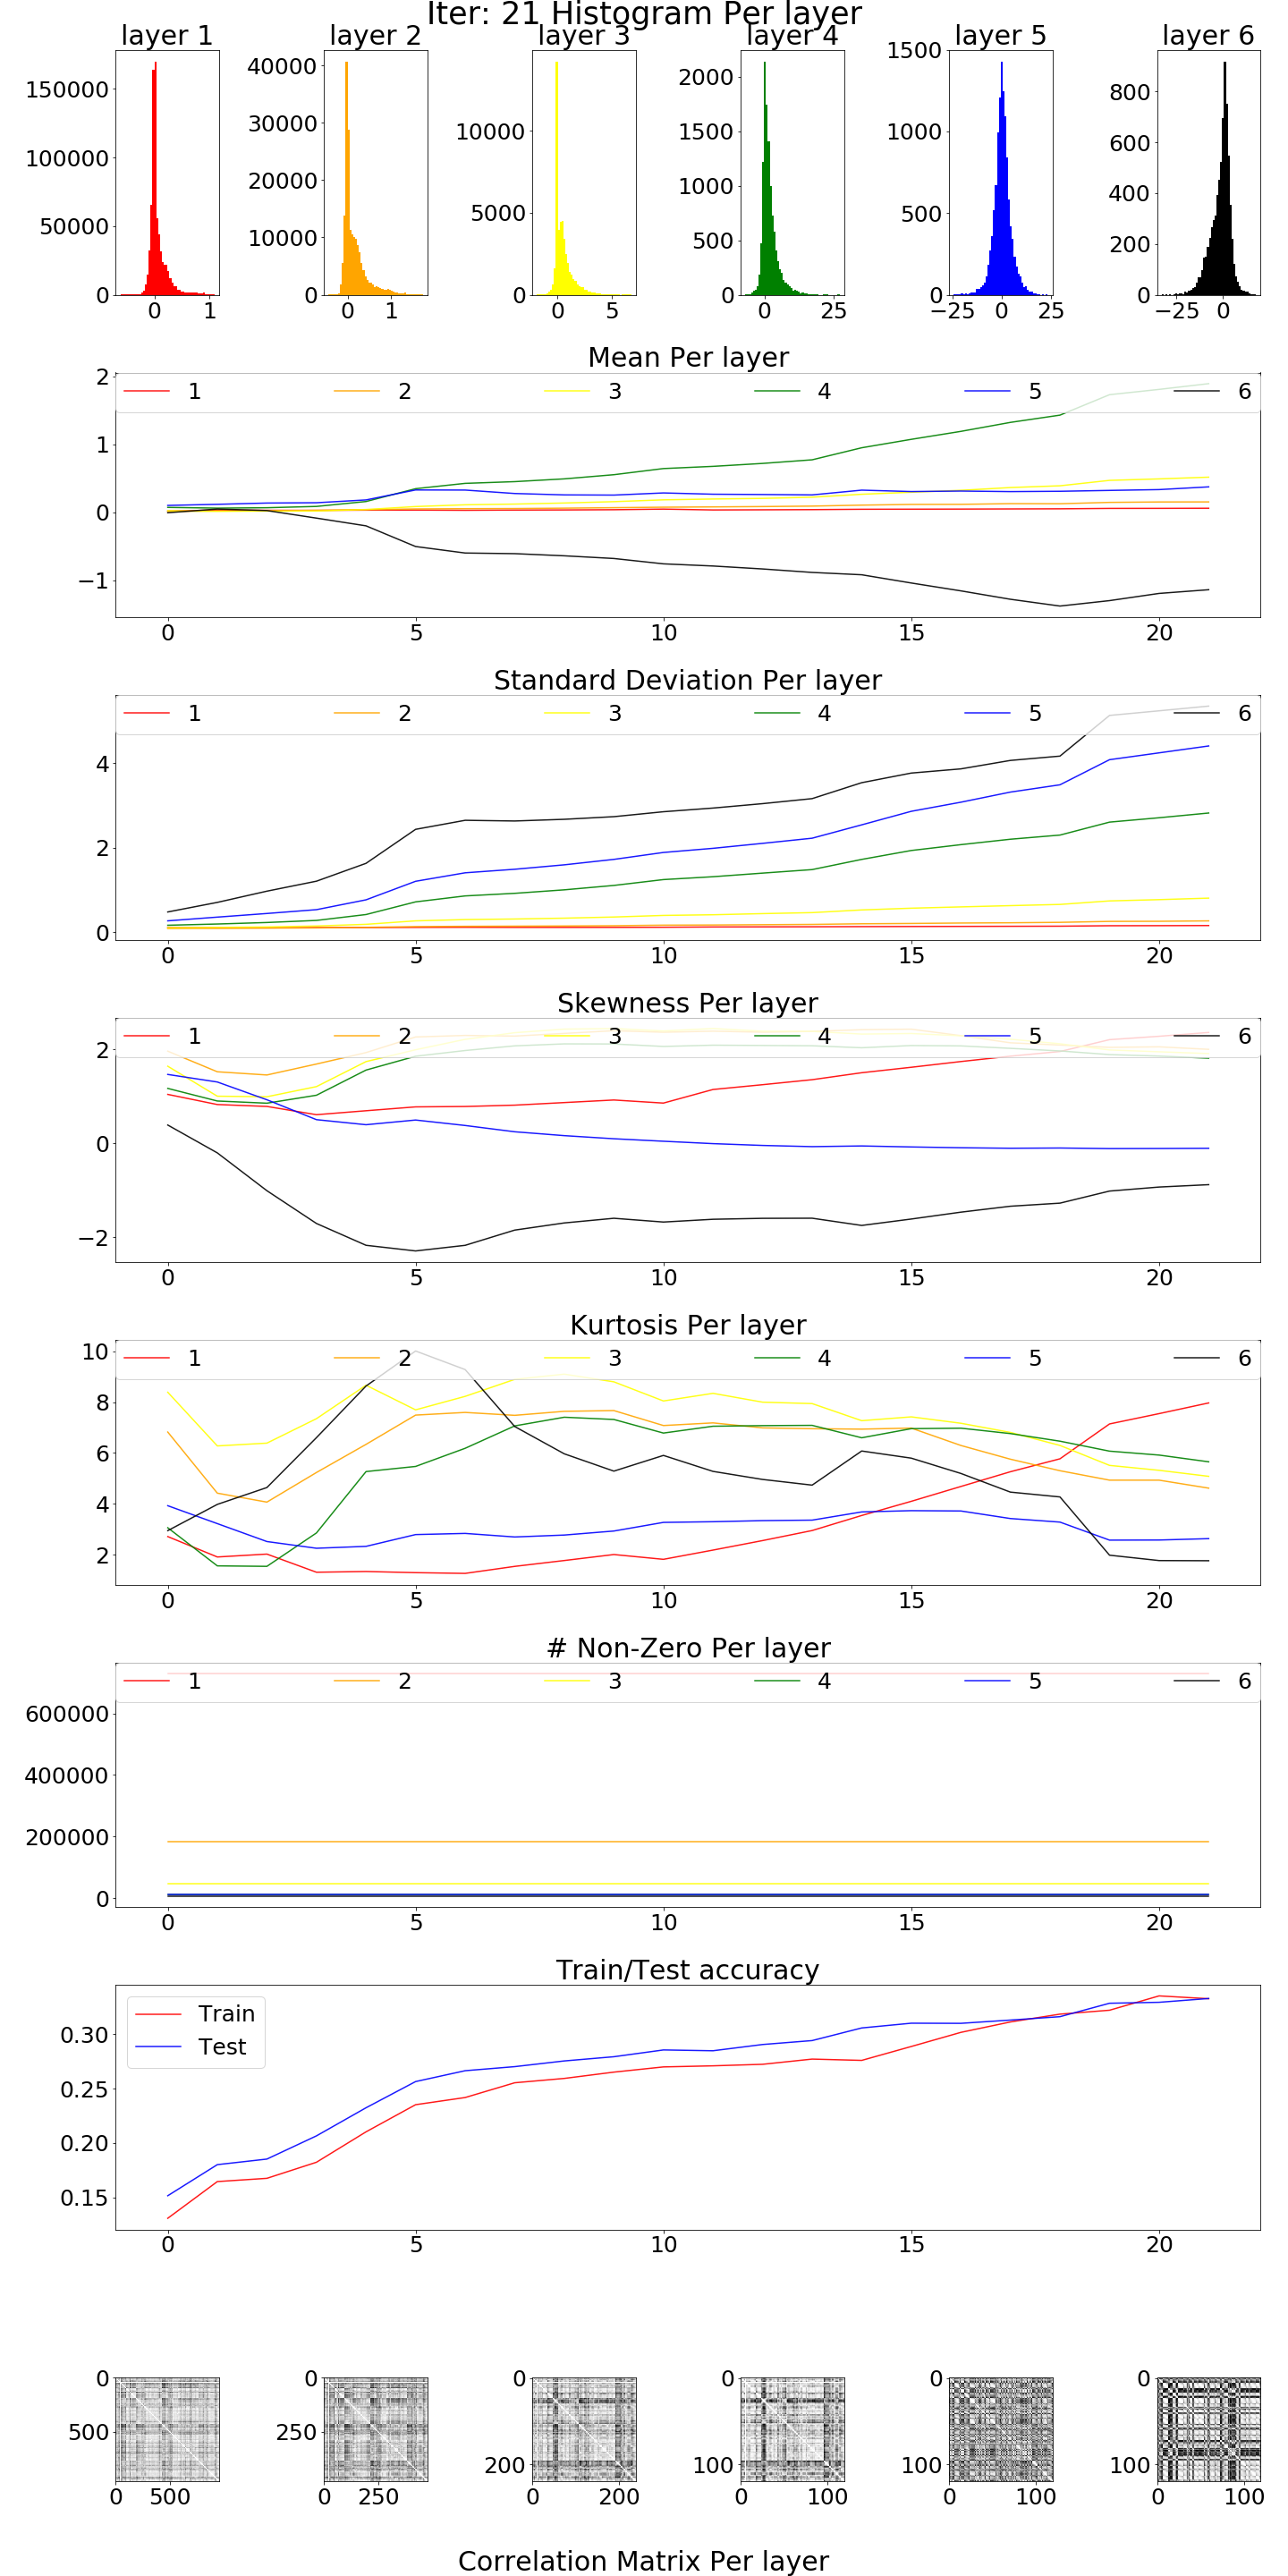 Iter: 21 Histogram Per layer
layer 1 layer 2 layer 3 layer 4 layer 5 layer 6
150000 100000 50000 0
0 1
40000 30000 20000 10000 0
0 1
10000 5000 0
0 5
2000 1500 1000 500 0
0 25
1500 1000 500 0
−25 0 25
800 600 400 200 0
−25 0
Mean Per layer
1 2 3 4 5 6
2
1
0
−1
0 5 10 15 20
Standard Deviation Per layer
1 2 3 4 5 6
4
2
0
0 5 10 15 20
Skewness Per layer
1 2 3 4 5 6
2
0
−2
0 5 10 15 20
Kurtosis Per layer
1 2 3 4 5 6
10
8
6
4
2
0 5 10 15 20
# Non-Zero Per layer
1 2 3 4 5 6
600000
400000
200000
0
0 5 10 15 20
Train/Test accuracy
Train
Test
0.30
0.25
0.20
0.15
0 5 10 15 20
0 500
0 500
0 250
0 250
0 200
0 200
0 100
0 100
0 100
0 100
0 100
0 100
Correlation Matrix Per layer